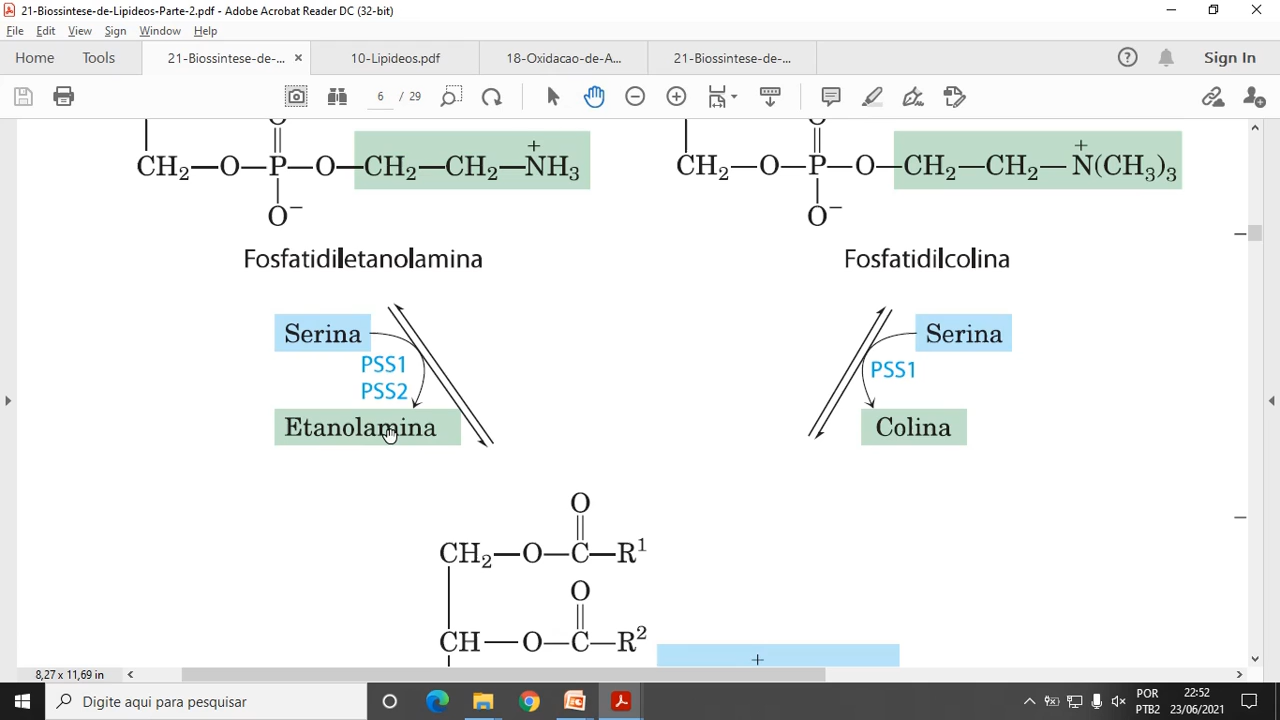 21-Biossintese-de-Lipideos-Parte-2.pdf - Adobe Acrobat Reader DC (32-bit)
File Edit View Sign Window Help
Home Tools 21-Biossintese-de-... × 10-Lipideos.pdf 18-Oxidacao-de-A... 21-Biossintese-de-... Sign In
6 / 29
O O
CH₂—O—P—O—CH₂—CH₂—N⁺H₃ CH₂—O—P—O—CH₂—CH₂—N⁺(CH₃)₃
O⁻ O⁻
Fosfatidiletanolamina Fosfatidilcolina
Serina Serina
PSS1 PSS1
PSS2
Etanolamina Colina
O
CH₂—O—C—R¹
O
CH—O—C—R²
+
8,27 x 11,69 in
Digite aqui para pesquisar
POR 22:52
PTB2 23/06/2021